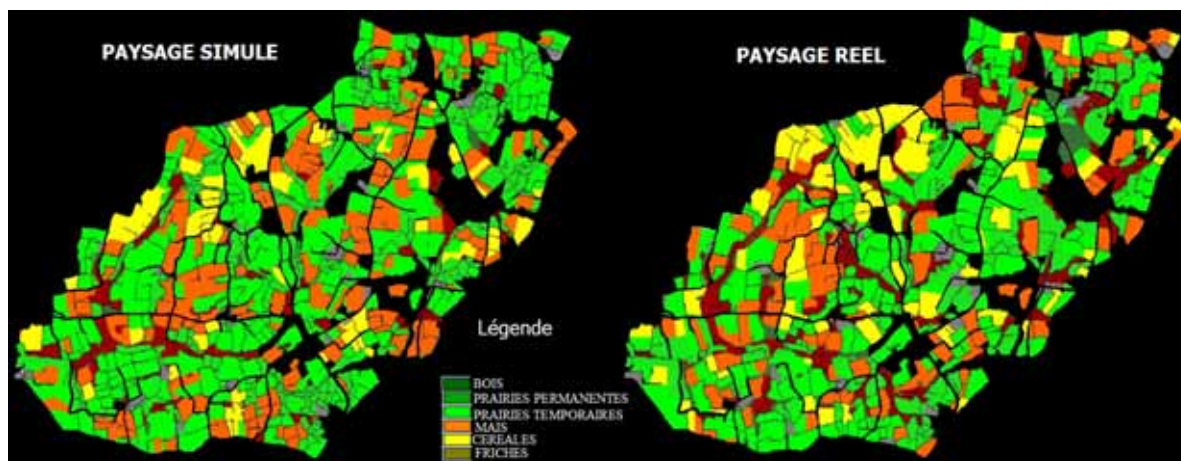 PAYSAGE SIMULE
PAYSAGE REEL
Légende
BOIS
PRAIRIES PERMANENTES
PRAIRIES TEMPORAIRES
MAIS
CEREALES
FRICHES